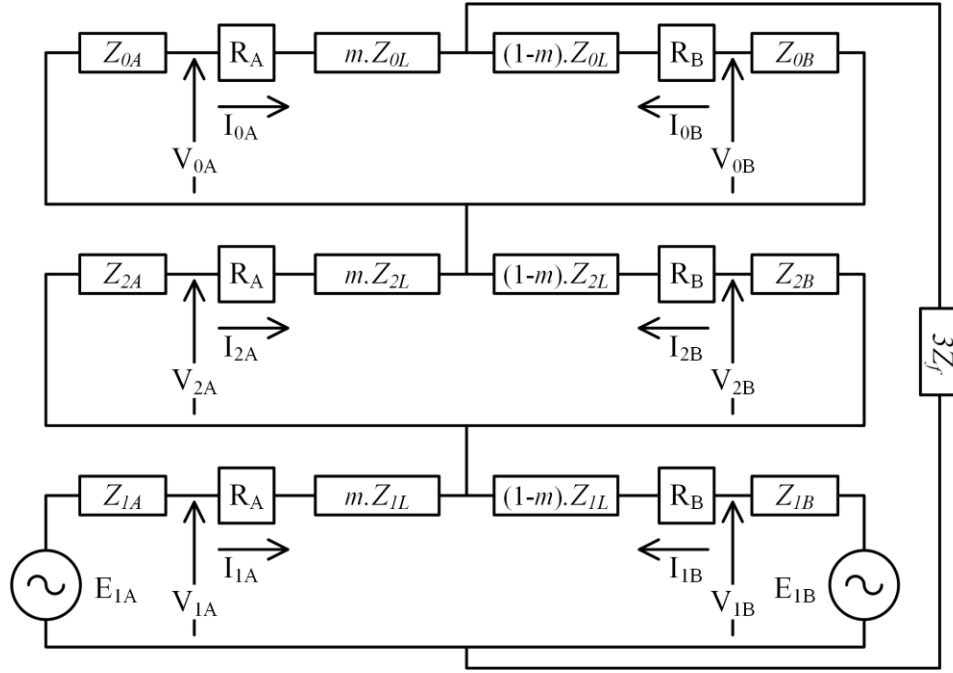 Z0A RA m.Z0L (1-m).Z0L RB Z0B
I0A I0B
V0A V0B
Z2A RA m.Z2L (1-m).Z2L RB Z2B
I2A I2B
V2A V2B
3Zf
Z1A RA m.Z1L (1-m).Z1L RB Z1B
I1A I1B
E1A V1A V1B E1B